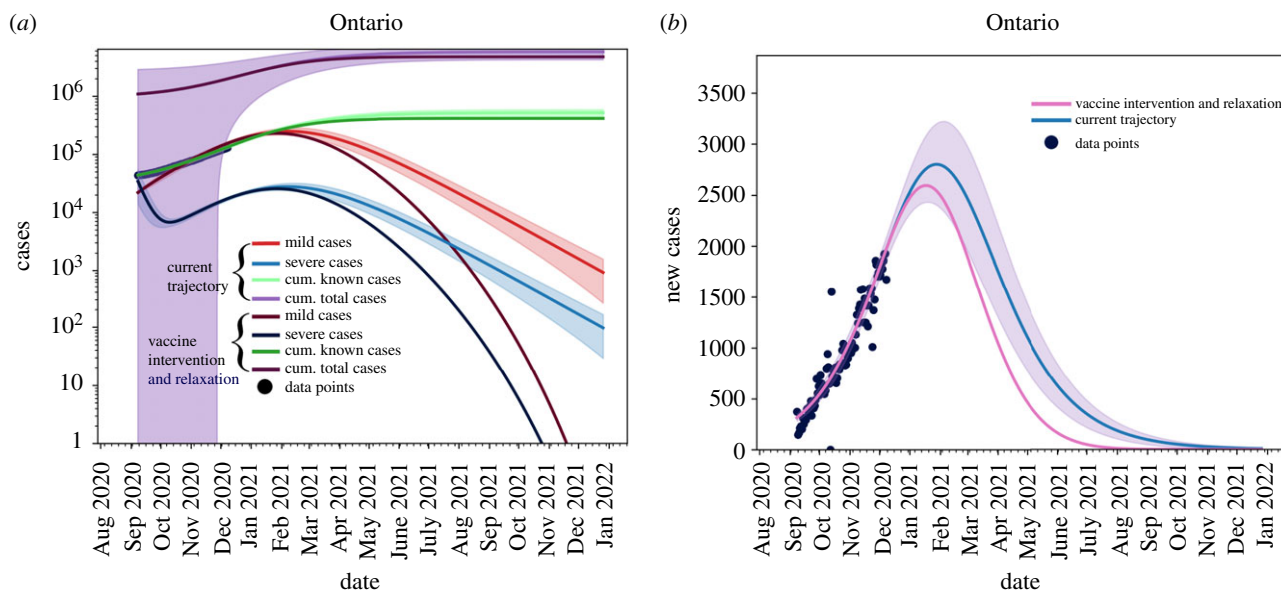 (a) Ontario
cases
10^6
10^5
10^4
10^3
10^2
10
1
current trajectory
mild cases
severe cases
cum. known cases
cum. total cases
vaccine intervention and relaxation
mild cases
severe cases
cum. known cases
cum. total cases
data points
Aug 2020
Sep 2020
Oct 2020
Nov 2020
Dec 2020
Jan 2021
Feb 2021
Mar 2021
Apr 2021
May 2021
June 2021
July 2021
Aug 2021
Sep 2021
Oct 2021
Nov 2021
Dec 2021
Jan 2022
date
(b) Ontario
new cases
3500
3000
2500
2000
1500
1000
500
0
vaccine intervention and relaxation
current trajectory
data points
Aug 2020
Sep 2020
Oct 2020
Nov 2020
Dec 2020
Jan 2021
Feb 2021
Mar 2021
Apr 2021
May 2021
June 2021
July 2021
Aug 2021
Sep 2021
Oct 2021
Nov 2021
Dec 2021
Jan 2022
date